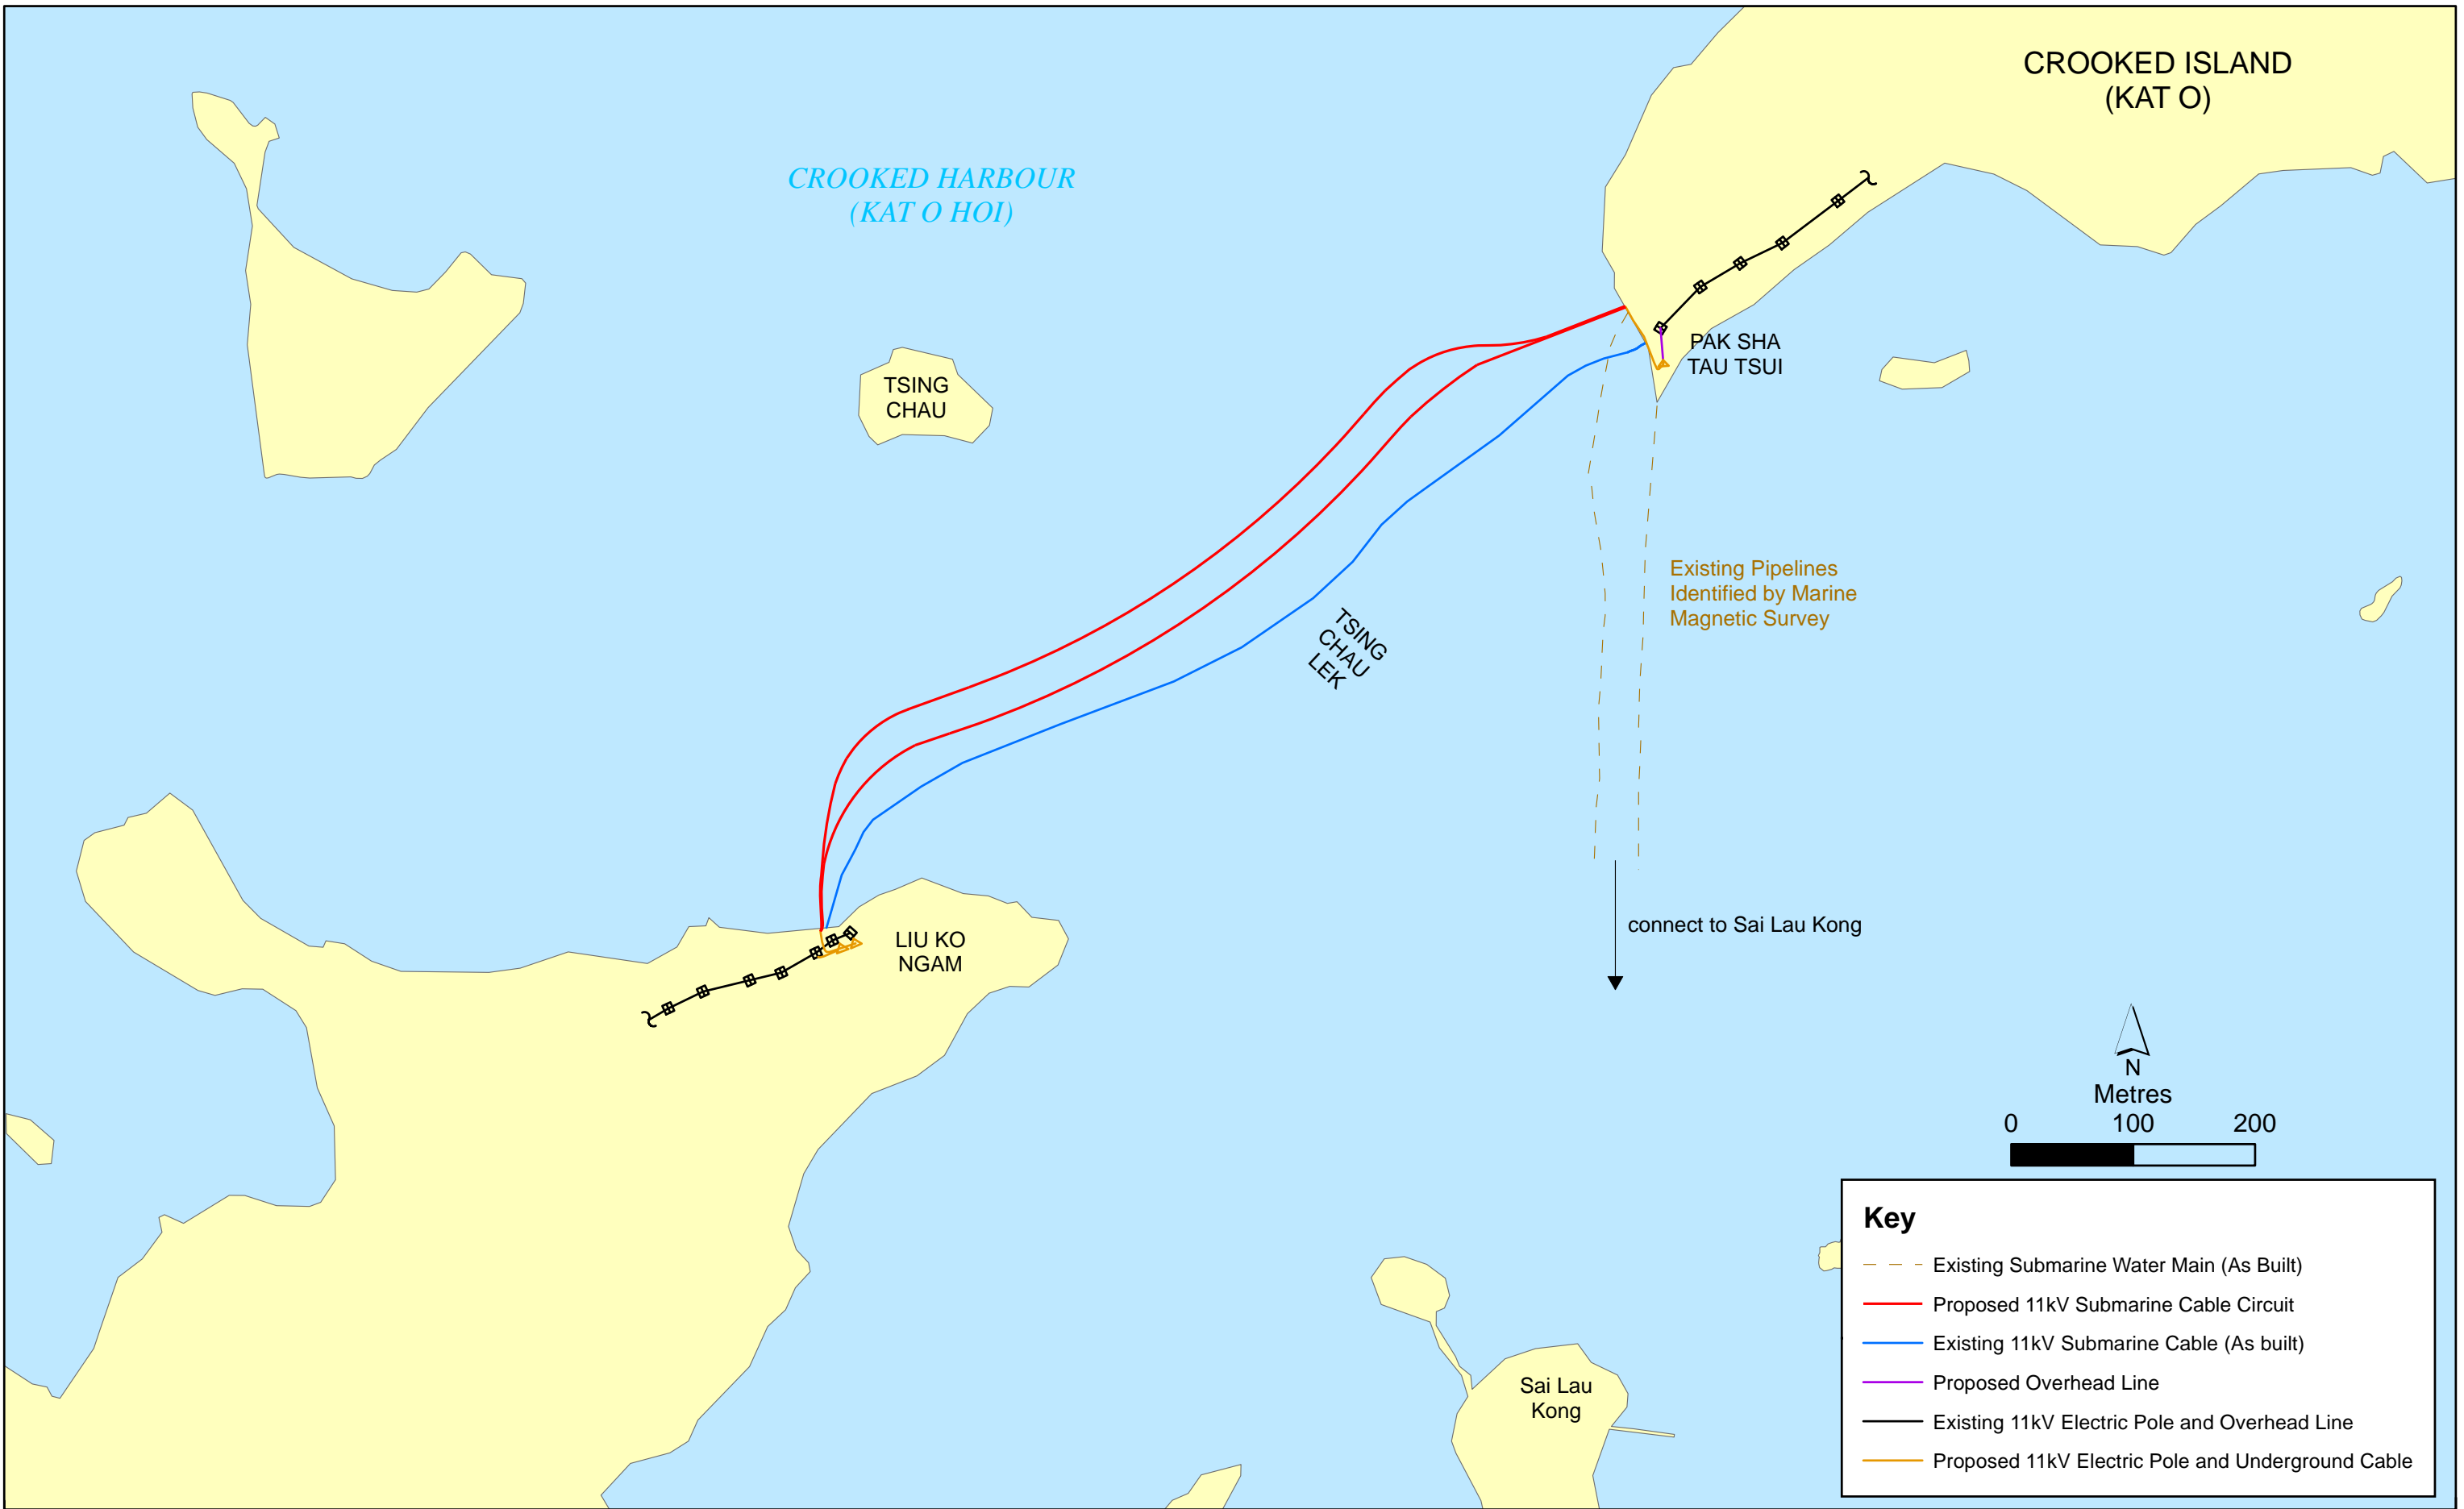 CROOKED ISLAND
(KAT O)
CROOKED HARBOUR
(KAT O HOI)
PAK SHA
TAU TSUI
TSING
CHAU
Existing Pipelines
Identified by Marine
Magnetic Survey
TSING
CHAU
LEK
connect to Sai Lau Kong
LIU KO
NGAM
N
Metres
0 100 200
Key
Existing Submarine Water Main (As Built)
Proposed 11kV Submarine Cable Circuit
Existing 11kV Submarine Cable (As built)
Proposed Overhead Line
Existing 11kV Electric Pole and Overhead Line
Proposed 11kV Electric Pole and Underground Cable
Sai Lau
Kong